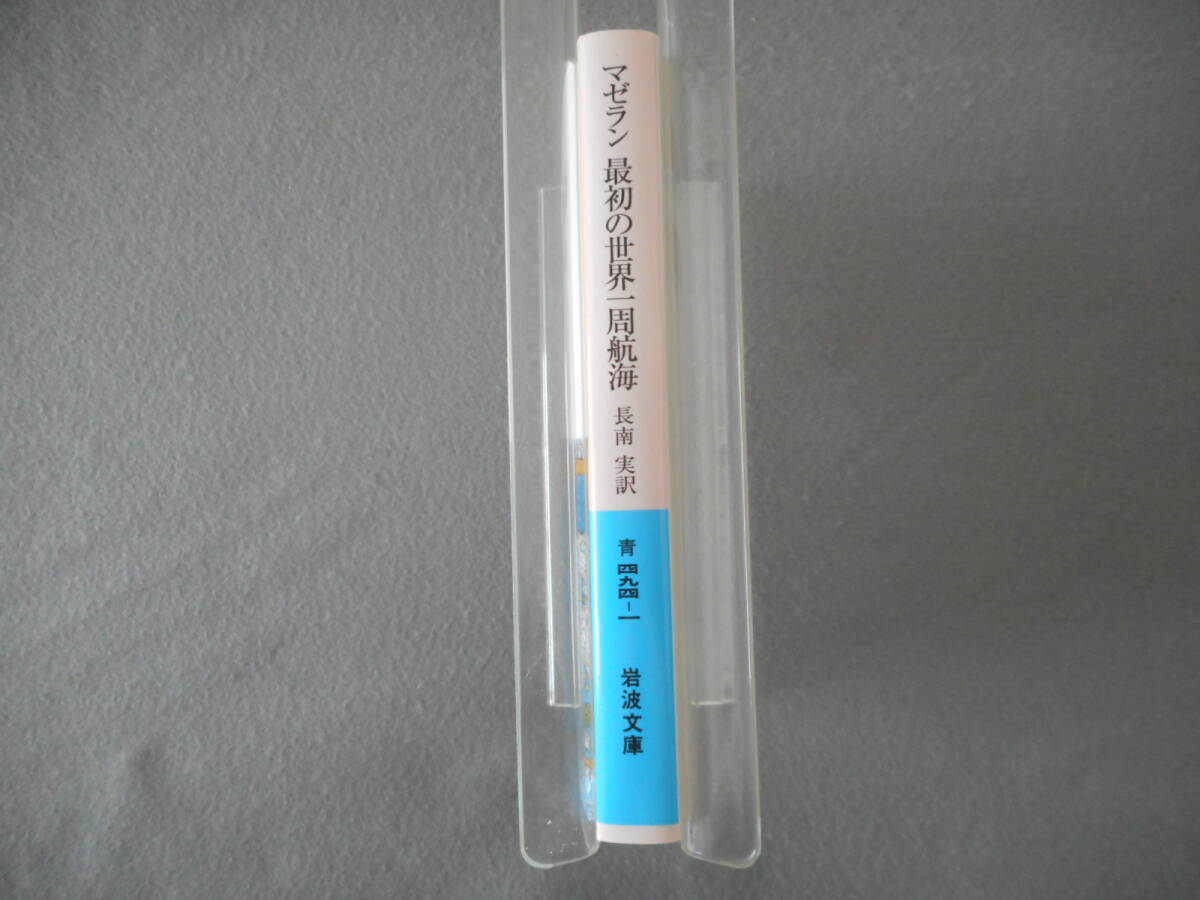 マゼラン 最初の世界一周航海
長南 実訳
青 四九四-一
岩波文庫